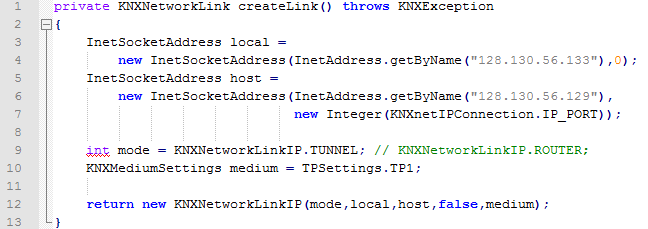 1 private KNXNetworkLink createLink() throws KNXException
2 {
3 InetSocketAddress local =
4 new InetSocketAddress(InetAddress.getByName("128.130.56.133"),0);
5 InetSocketAddress host =
6 new InetSocketAddress(InetAddress.getByName("128.130.56.129"),
7 new Integer(KNXnetIPConnection.IP_PORT));
8
9 int mode = KNXNetworkLinkIP.TUNNEL; // KNXNetworkLinkIP.ROUTER;
10 KNXMediumSettings medium = TPSettings.TP1;
11
12 return new KNXNetworkLinkIP(mode,local,host,false,medium);
13 }